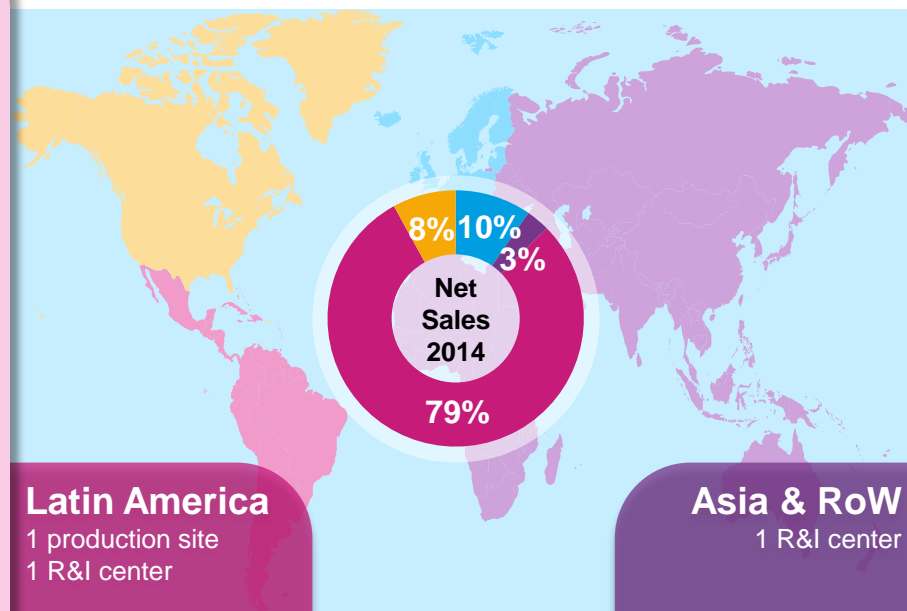 8%
10%
3%
Net
Sales
2014
79%
Latin America
1 production site
1 R&I center
Asia & RoW
1 R&I center